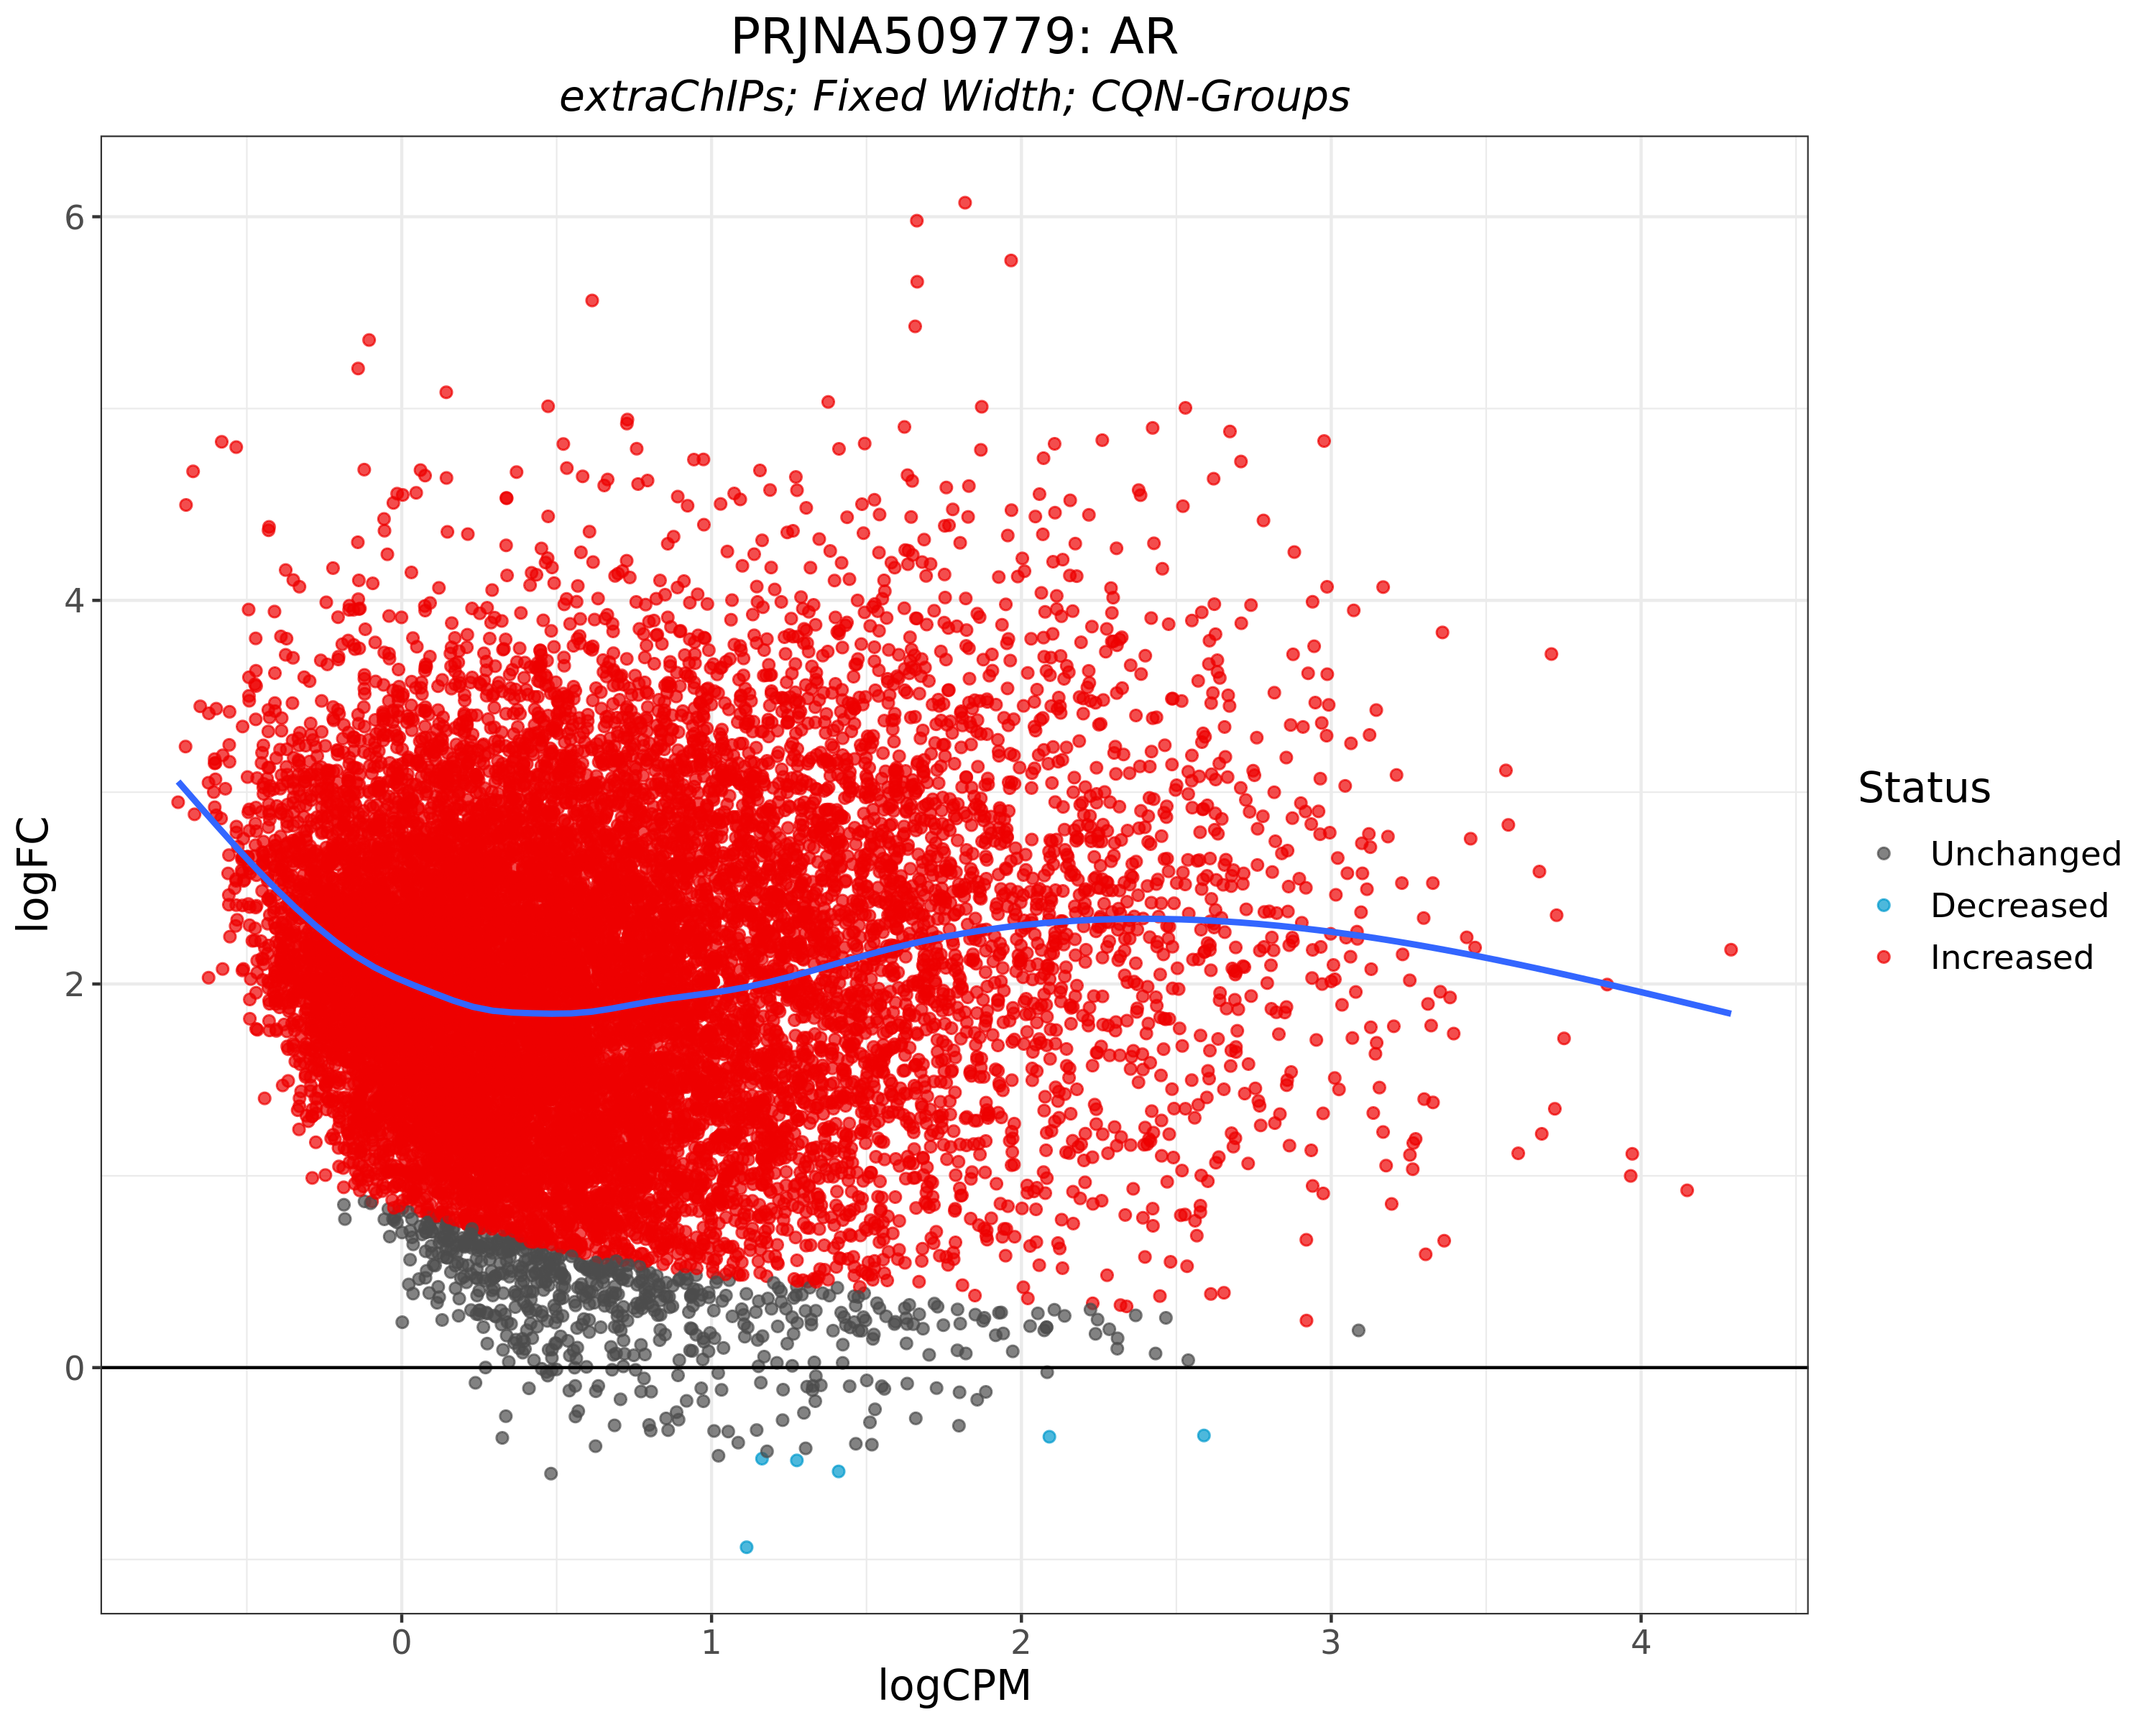 PRJNA509779: AR
extraChIPs; Fixed Width; CQN-Groups
6
4
2
0
logFC
0 1 2 3 4
logCPM
Status
Unchanged
Decreased
Increased